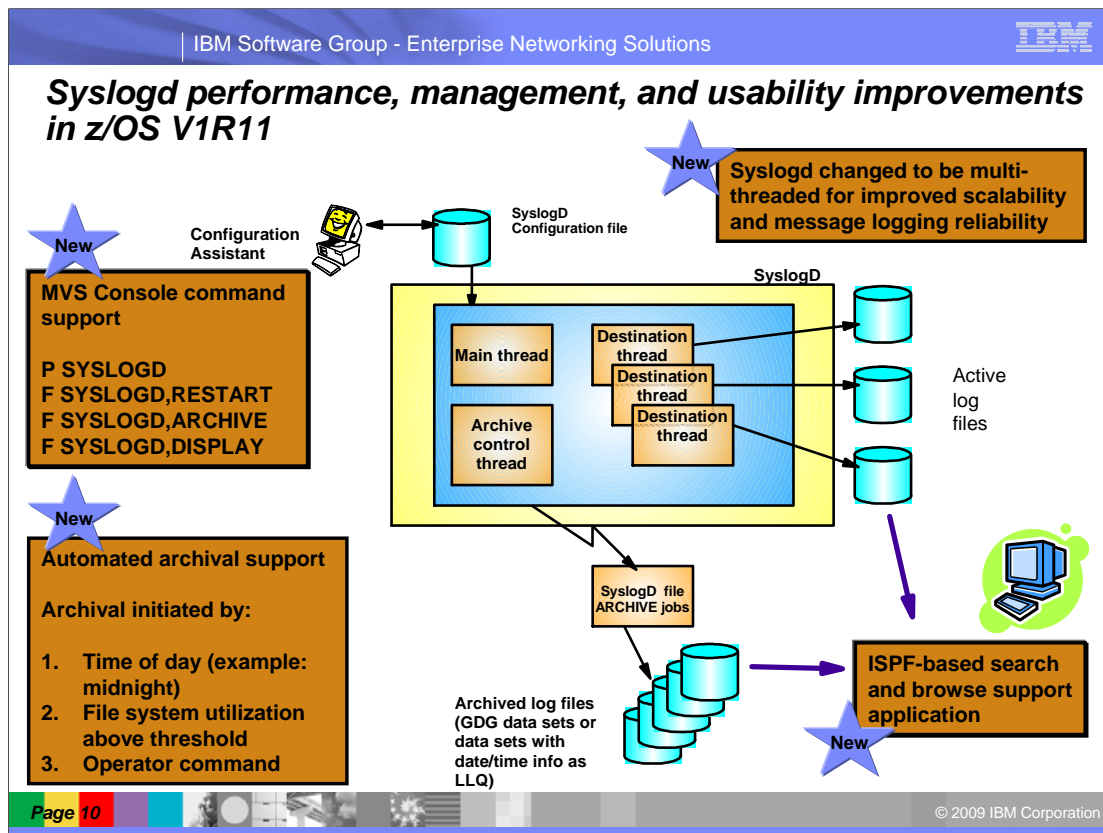 IBM Software Group - Enterprise Networking Solutions
IBM
Syslogd performance, management, and usability improvements
in z/OS V1R11
New
Syslogd changed to be multi-
threaded for improved scalability
and message logging reliability
New
MVS Console command
support
P SYSLOGD
F SYSLOGD,RESTART
F SYSLOGD,ARCHIVE
F SYSLOGD,DISPLAY
Configuration
Assistant
SyslogD
Configuration file
SyslogD
Main thread
Archive
control
thread
Destination
thread
Destination
thread
Destination
thread
Active
log
files
New
Automated archival support
Archival initiated by:
1. Time of day (example:
midnight)
2. File system utilization
above threshold
3. Operator command
SyslogD file
ARCHIVE jobs
Archived log files
(GDG data sets or
data sets with
date/time info as
LLQ)
ISPF-based search
and browse support
application
New
Page 10
© 2009 IBM Corporation